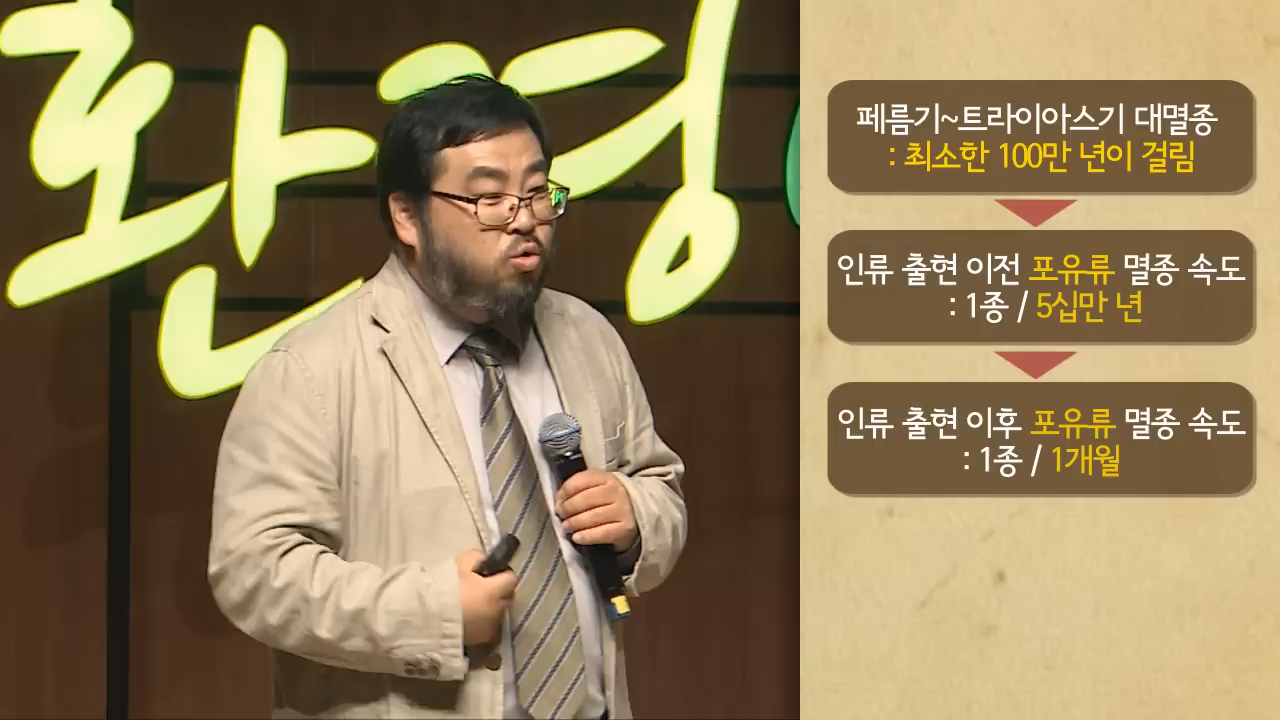 환경
페름기~트라이아스기 대멸종
: 최소한 100만 년이 걸림
인류 출현 이전 포유류 멸종 속도
: 1종 / 5십만 년
인류 출현 이후 포유류 멸종 속도
: 1종 / 1개월